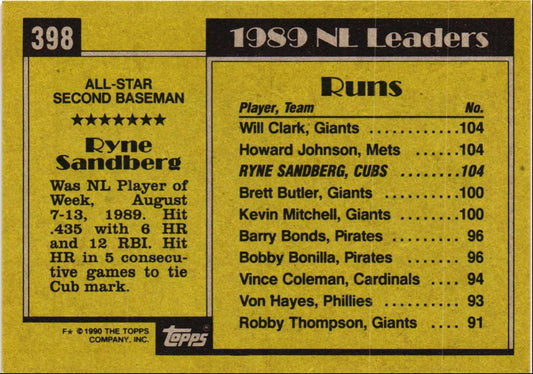 398
ALL-STAR
SECOND BASEMAN
★★★★★★★
Ryne
Sandberg
Was NL Player of
Week, August
7-13, 1989. Hit
.435 with 6 HR
and 12 RBI. Hit
HR in 5 consecu-
tive games to tie
Cub mark.
F★ © 1990 THE TOPPS
COMPANY, INC.
Topps
1989 NL Leaders
Runs
Player, Team No.
Will Clark, Giants ...........104
Howard Johnson, Mets .....104
RYNE SANDBERG, CUBS .......104
Brett Butler, Giants ..........100
Kevin Mitchell, Giants .......100
Barry Bonds, Pirates ....... 96
Bobby Bonilla, Pirates ..... 96
Vince Coleman, Cardinals .... 94
Von Hayes, Phillies ........ 93
Robby Thompson, Giants .... 91